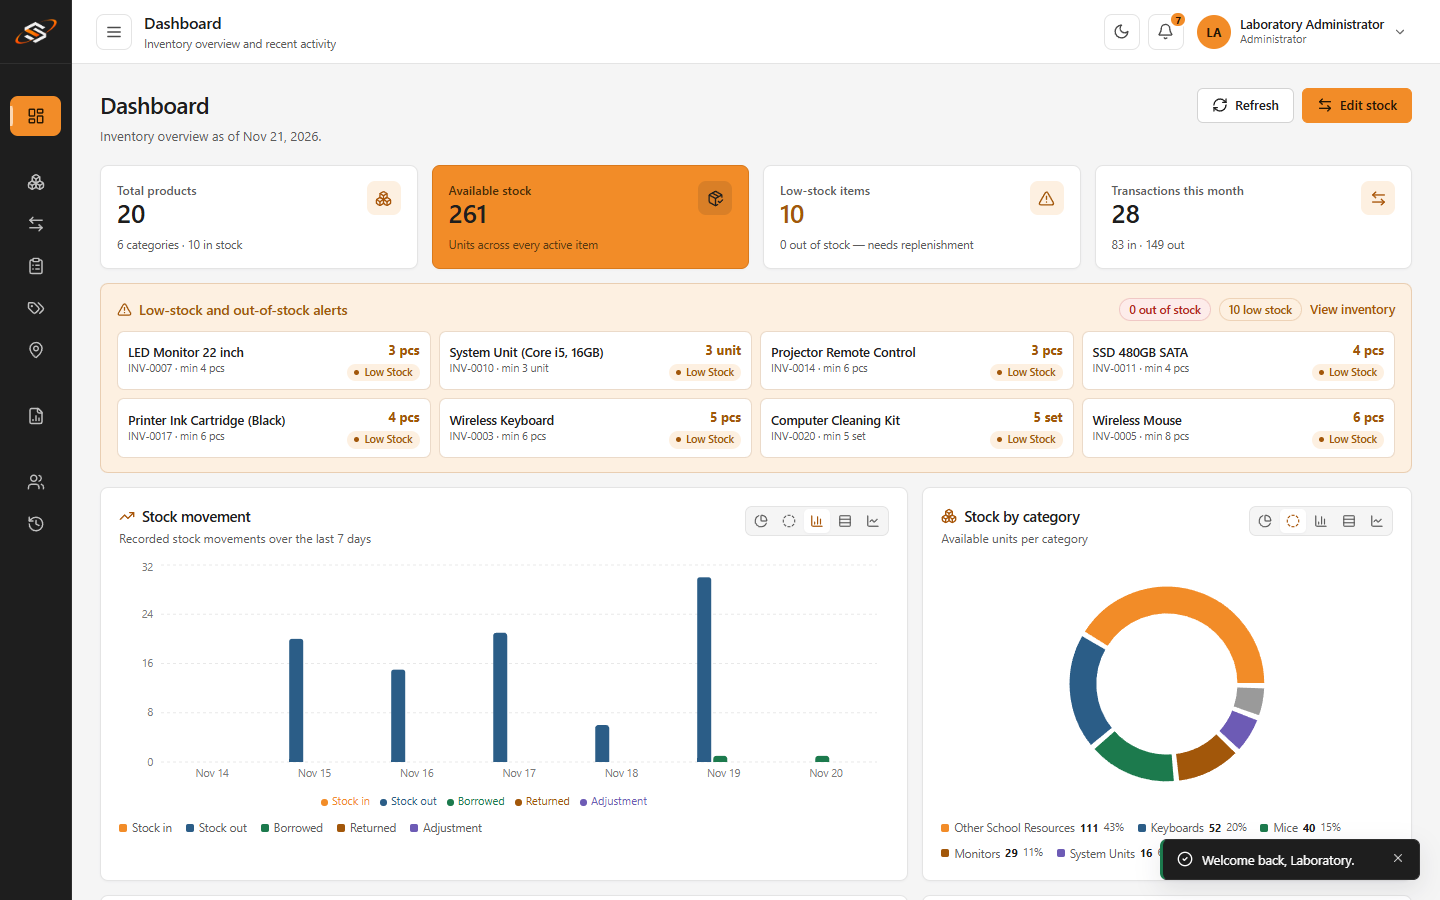 Dashboard
Inventory overview and recent activity
7
LA
Laboratory Administrator
Administrator
Dashboard
Inventory overview as of Nov 21, 2026.
Refresh
Edit stock
Total products
20
6 categories · 10 in stock
Available stock
261
Units across every active item
Low-stock items
10
0 out of stock — needs replenishment
Transactions this month
28
83 in · 149 out
Low-stock and out-of-stock alerts
0 out of stock
10 low stock
View inventory
LED Monitor 22 inch
3 pcs
INV-0007 · min 4 pcs
Low Stock
System Unit (Core i5, 16GB)
3 unit
INV-0010 · min 3 unit
Low Stock
Projector Remote Control
3 pcs
INV-0014 · min 6 pcs
Low Stock
SSD 480GB SATA
4 pcs
INV-0011 · min 4 pcs
Low Stock
Printer Ink Cartridge (Black)
4 pcs
INV-0017 · min 6 pcs
Low Stock
Wireless Keyboard
5 pcs
INV-0003 · min 6 pcs
Low Stock
Computer Cleaning Kit
5 set
INV-0020 · min 5 set
Low Stock
Wireless Mouse
6 pcs
INV-0005 · min 8 pcs
Low Stock
Stock movement
Recorded stock movements over the last 7 days
32
24
16
8
0
Nov 14 Nov 15 Nov 16 Nov 17 Nov 18 Nov 19 Nov 20
Stock in Stock out Borrowed Returned Adjustment
Stock in Stock out Borrowed Returned Adjustment
Stock by category
Available units per category
Other School Resources 111 43% Keyboards 52 20% Mice 40 15%
Monitors 29 11% System Units 16
Welcome back, Laboratory.